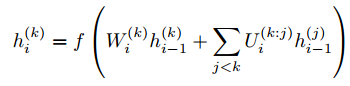 h_i^{(k)} = f \left( W_i^{(k)} h_{i-1}^{(k)} + \sum_{j<k} U_i^{(k:j)} h_{i-1}^{(j)} \right)